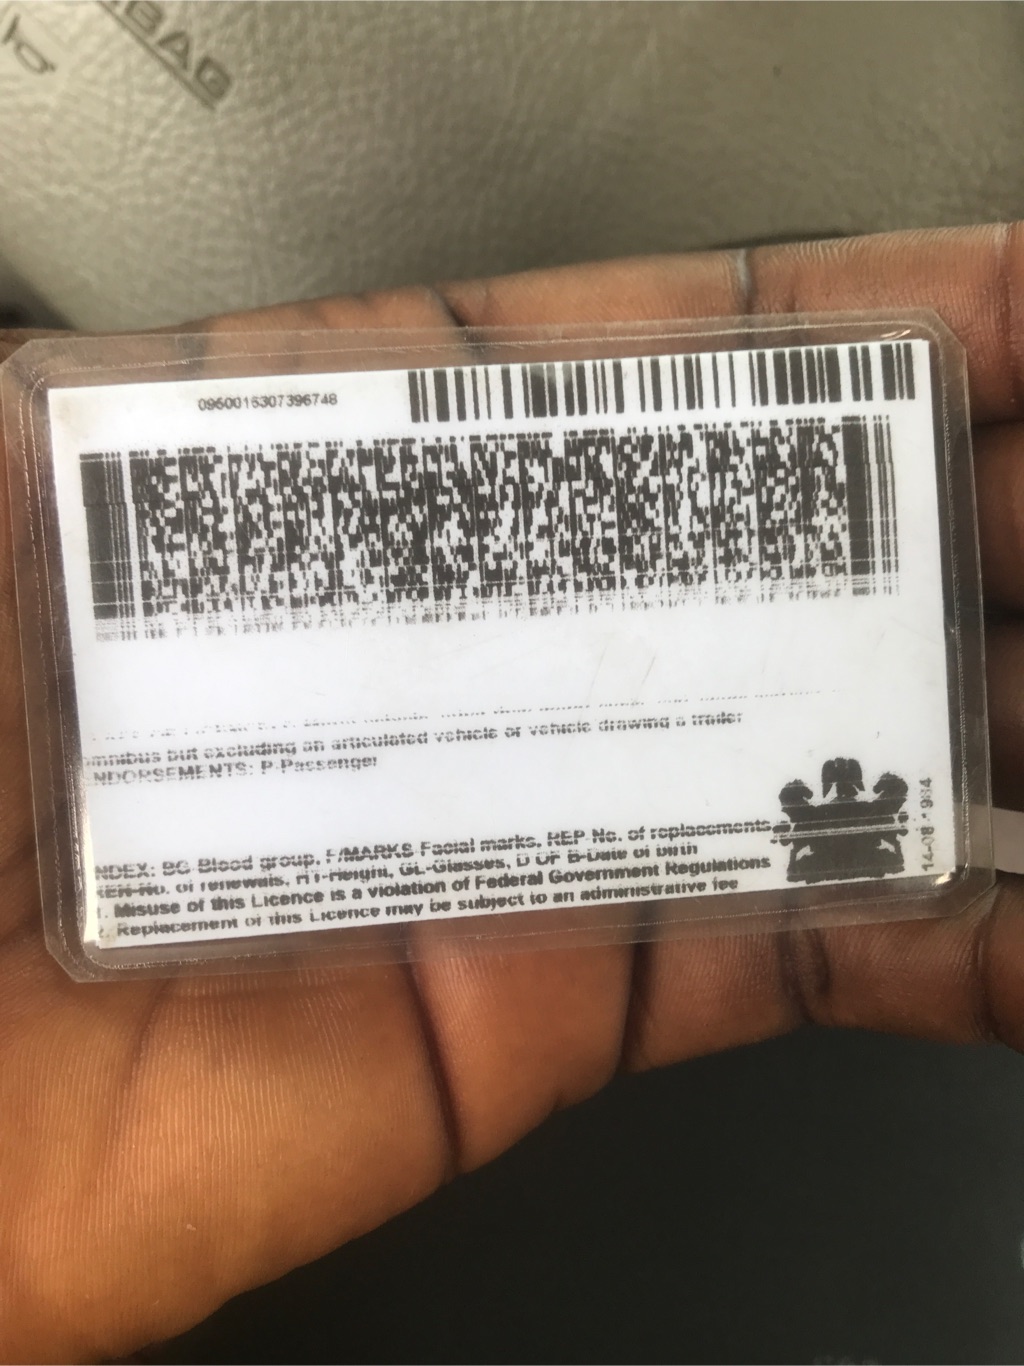 AIRBAG
0960016307396748
omnibus but excluding an articulated vehicle or vehicle drawing a trailer
ENDORSEMENTS: P-Passenger
INDEX: BG-Blood group, F/MARKS-Facial marks, REP-No. of replacements
REN-No. of renewals, HT-Height, GL-Glasses, D OF B-Date of birth
1. Misuse of this Licence is a violation of Federal Government Regulations
2. Replacement of this Licence may be subject to an administrative fee
14-08-1984